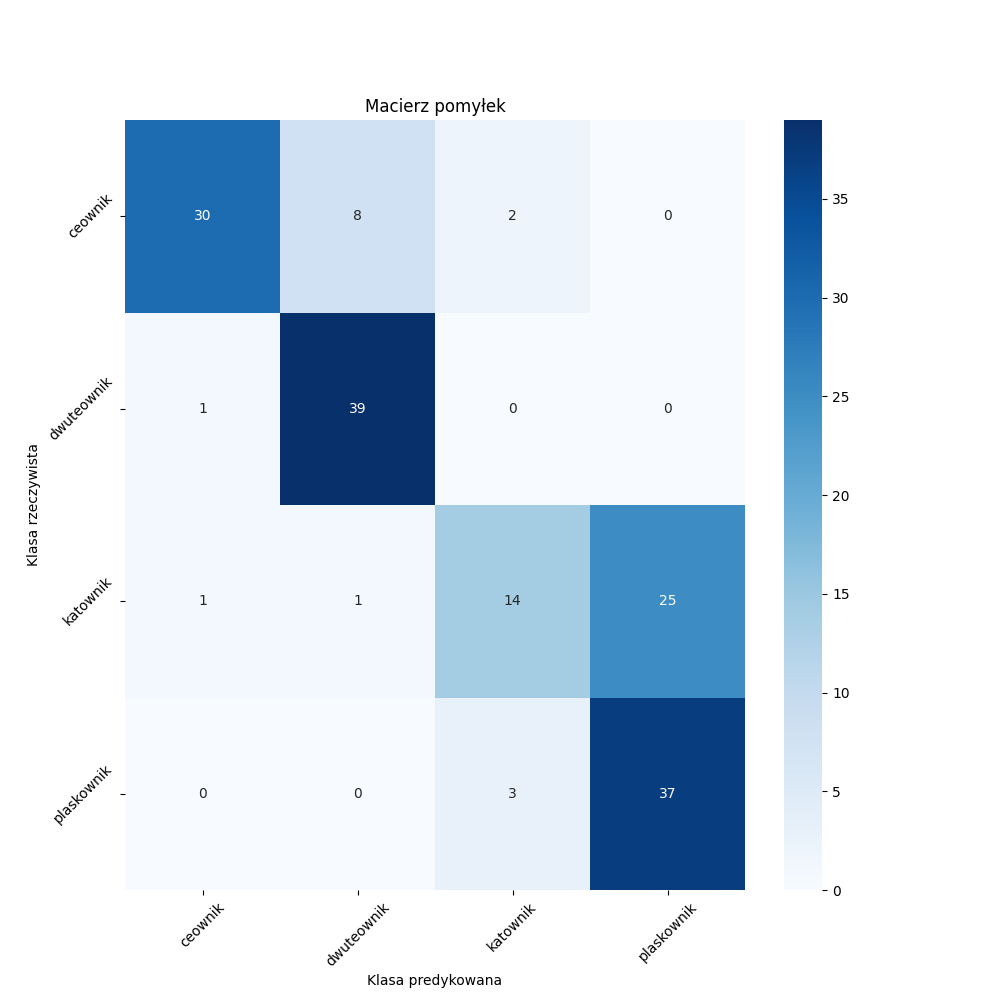 Macierz pomyłek
ceownik 30 8 2 0
dwuteownik 1 39 0 0
katownik 1 1 14 25
plaskownik 0 0 3 37
ceownik dwuteownik katownik plaskownik
Klasa predykowana
Klasa rzeczywista
35
30
25
20
15
10
5
0